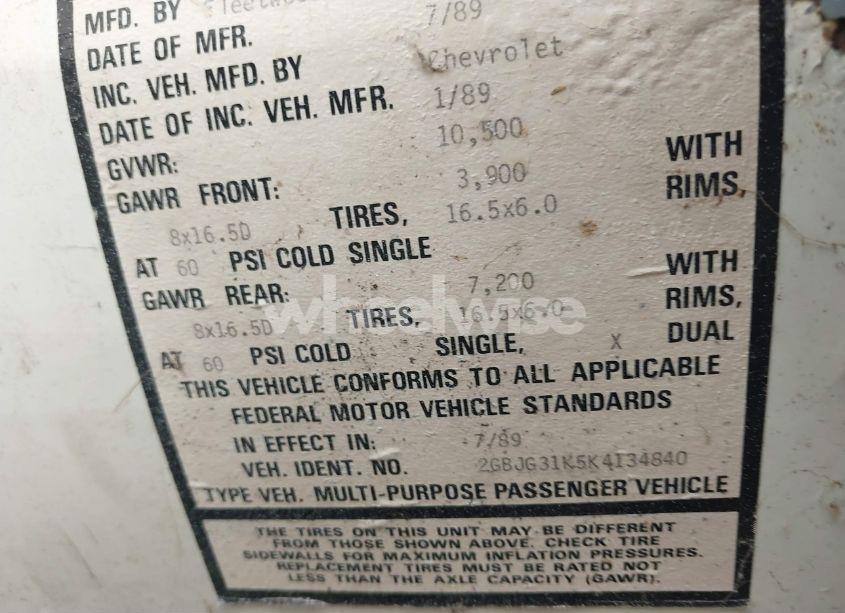 MFD. BY Fleetwo
DATE OF MFR. 7/89
INC. VEH. MFD. BY Chevrolet
DATE OF INC. VEH. MFR. 1/89
GVWR: 10,500
GAWR FRONT: 3,900 WITH
8x16.5D TIRES, 16.5x6.0 RIMS,
AT 60 PSI COLD SINGLE
GAWR REAR: 7,200 WITH
8x16.5D TIRES, 16.5x6.0 RIMS,
AT 60 PSI COLD SINGLE, X DUAL
THIS VEHICLE CONFORMS TO ALL APPLICABLE
FEDERAL MOTOR VEHICLE STANDARDS
IN EFFECT IN: 7/89
VEH. IDENT. NO. 2GBJG31K5K4134840
TYPE VEH. MULTI-PURPOSE PASSENGER VEHICLE
THE TIRES ON THIS UNIT MAY BE DIFFERENT
FROM THOSE SHOWN ABOVE. CHECK TIRE
SIDEWALLS FOR MAXIMUM INFLATION PRESSURES.
REPLACEMENT TIRES MUST BE RATED NOT
LESS THAN THE AXLE CAPACITY (GAWR).
wheelwise